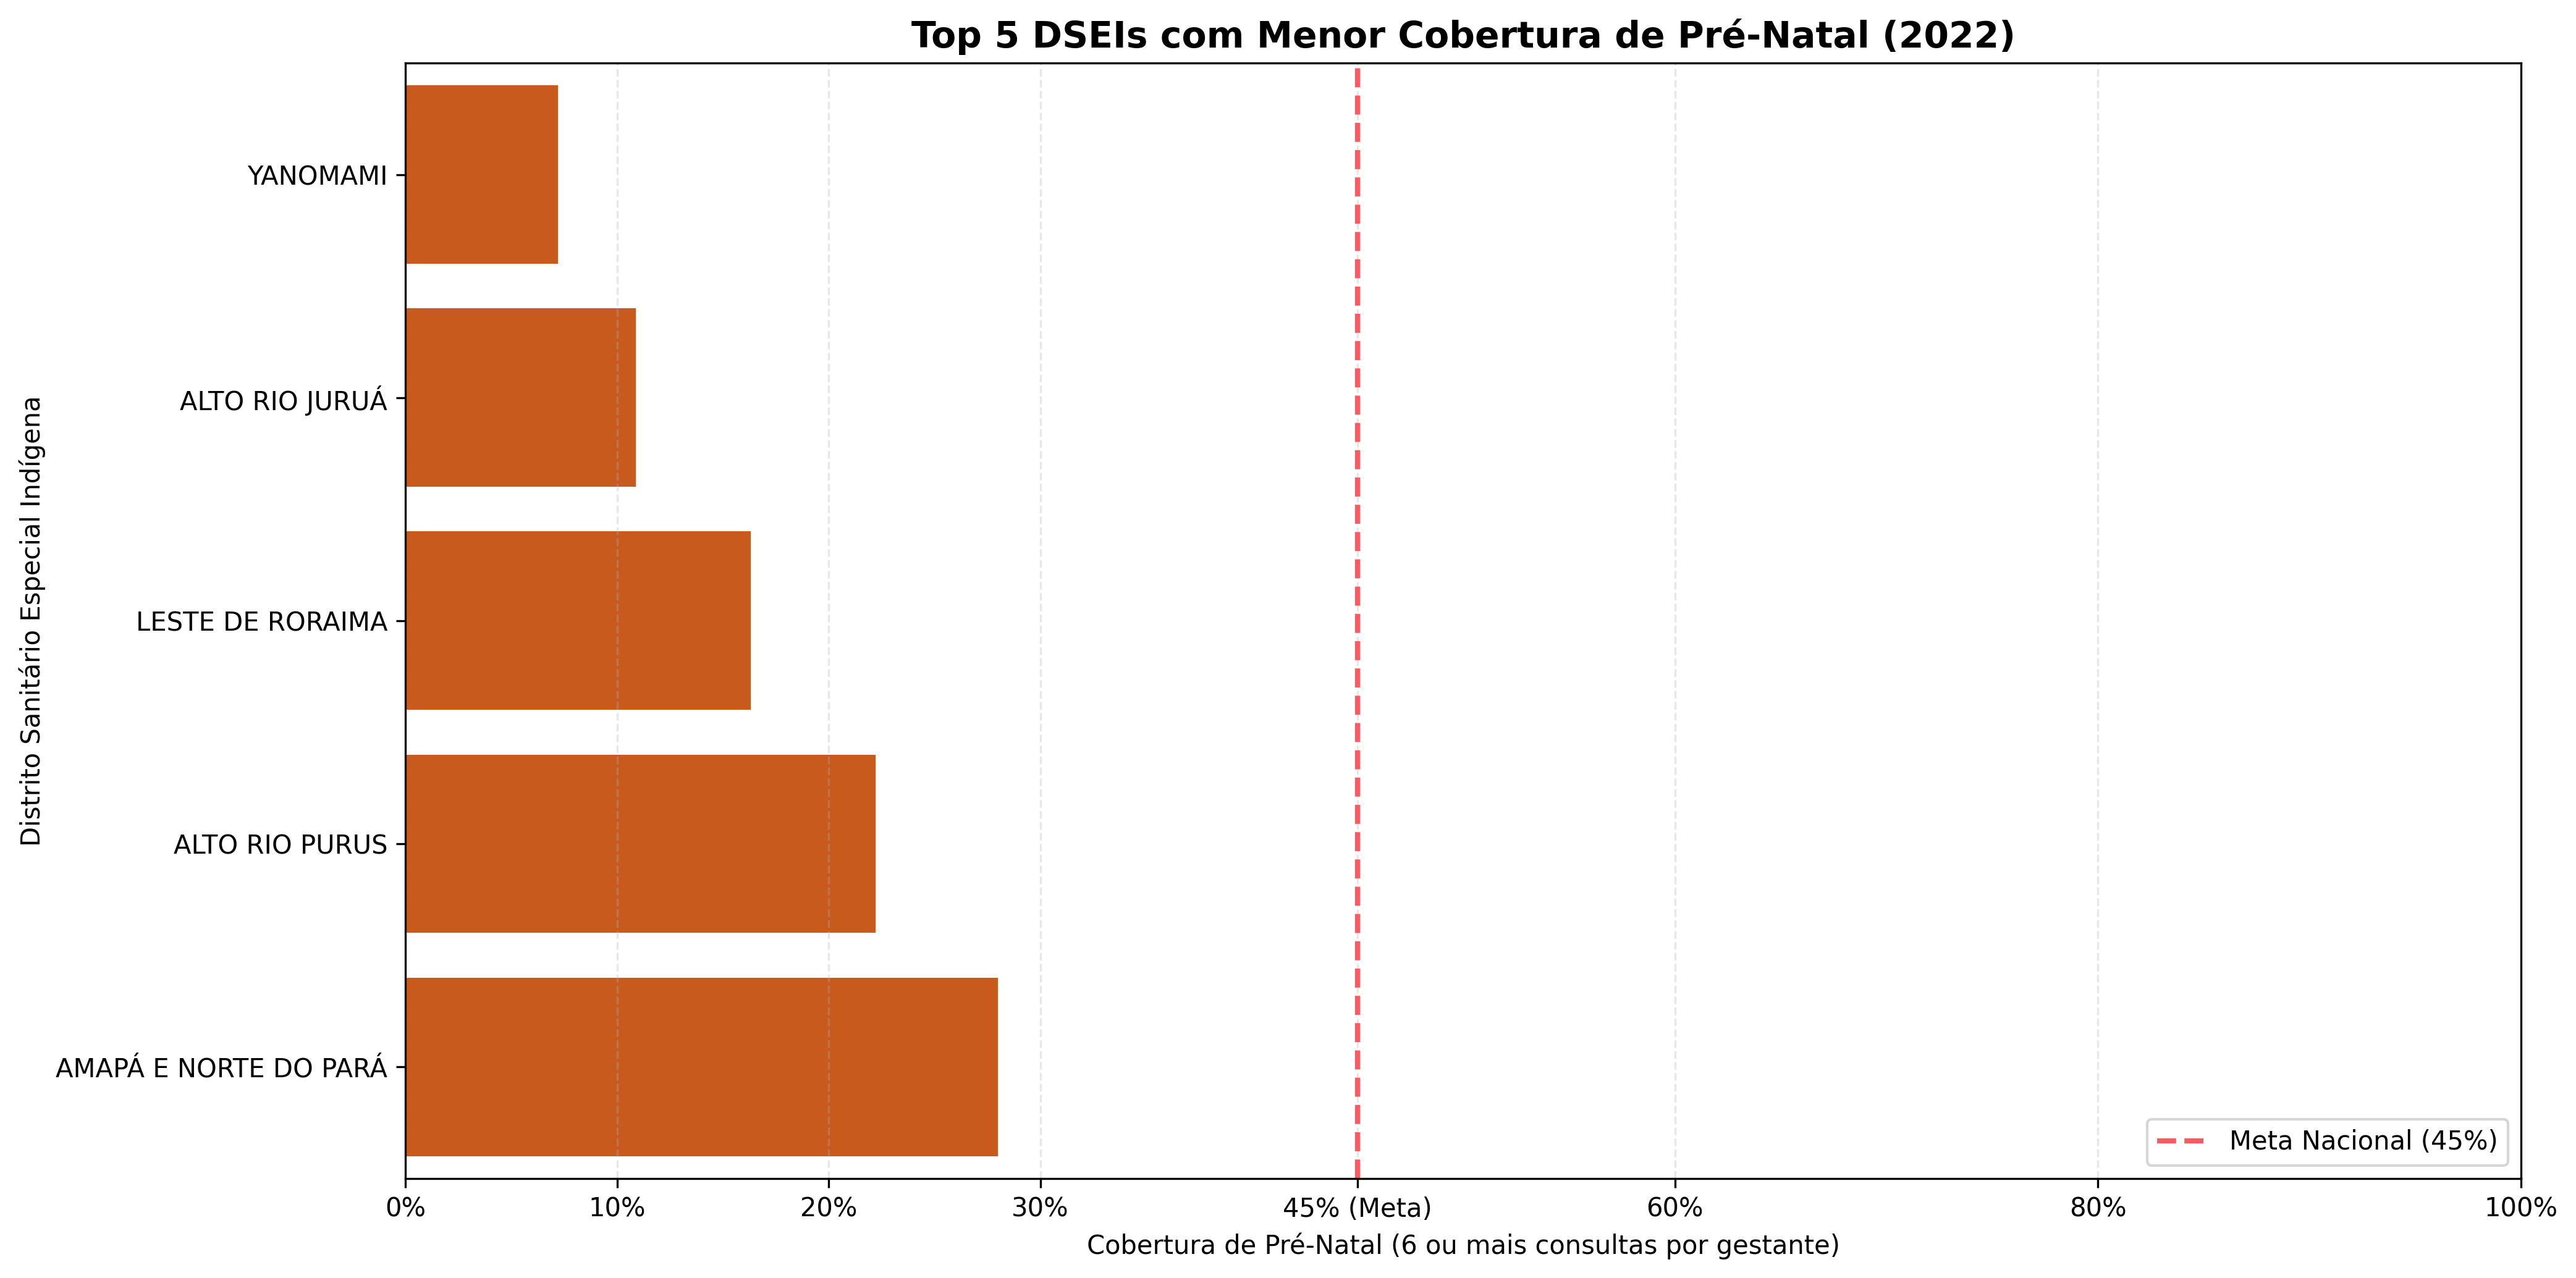 Top 5 DSEIs com Menor Cobertura de Pré-Natal (2022)
Distrito Sanitário Especial Indígena
YANOMAMI
ALTO RIO JURUÁ
LESTE DE RORAIMA
ALTO RIO PURUS
AMAPÁ E NORTE DO PARÁ
Meta Nacional (45%)
0% 10% 20% 30% 45% (Meta) 60% 80% 100%
Cobertura de Pré-Natal (6 ou mais consultas por gestante)